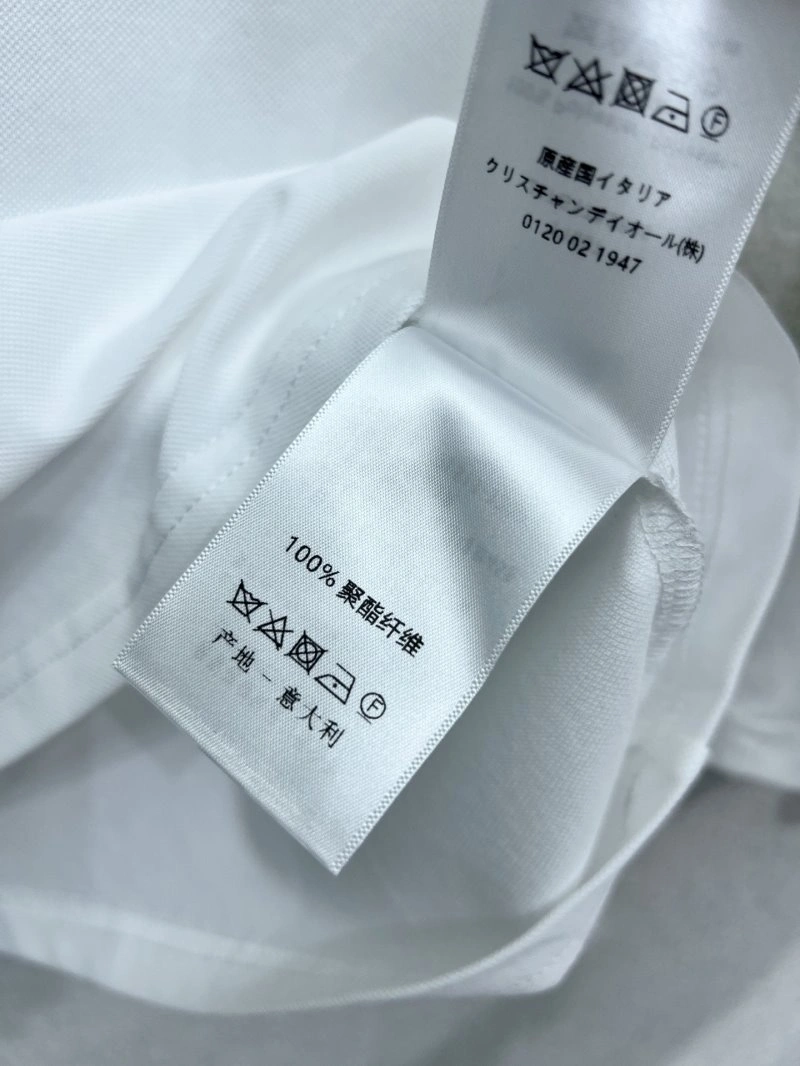 F
原産国イタリア
クリスチャンディオール(株)
0120 02 1947
100% 聚酯纤维
F
产地 - 意大利